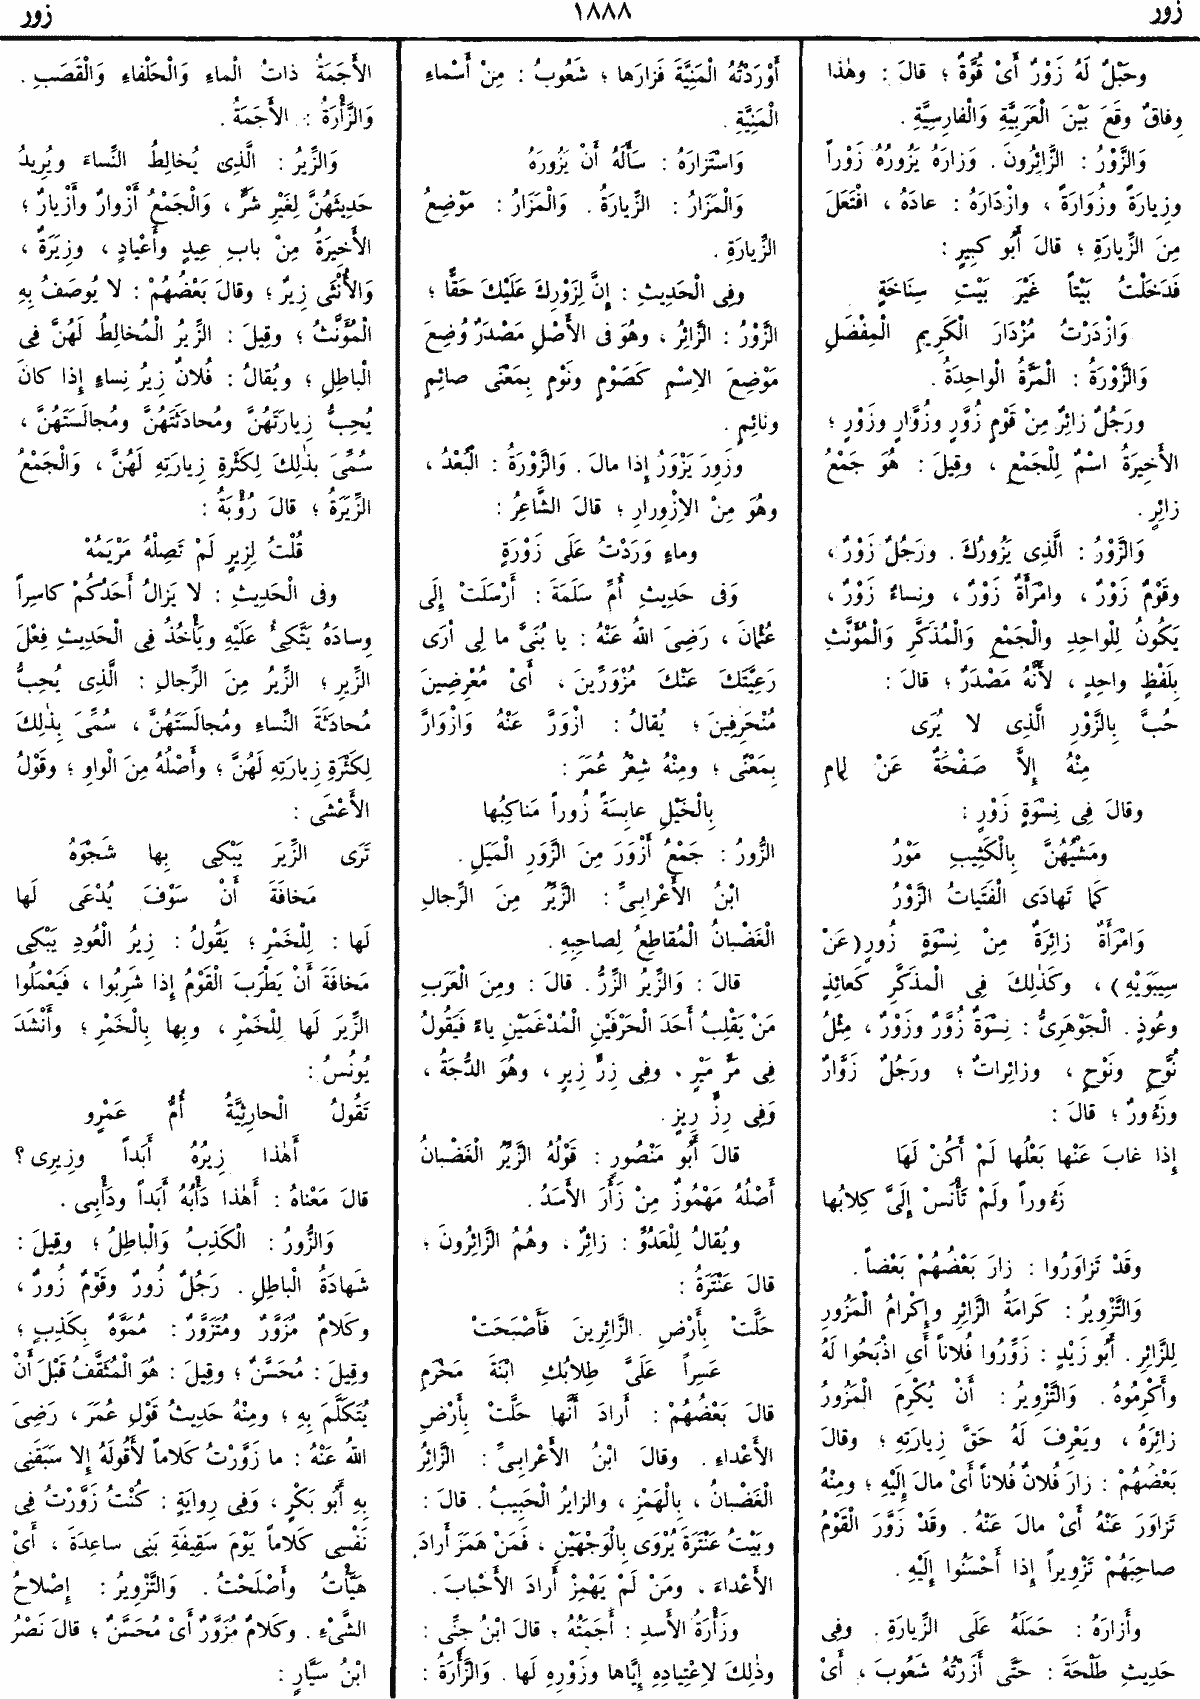 زور
١٨٨٨
زور
وحَبْلٌ لَهُ زَوْرٌ أَىْ قُوَّةٌ ؛ قالَ : وهٰذا
وِفاقٌ وقَعَ بَيْنَ الْعَرَبِيَّةِ وَالْفارِسِيَّةِ .
وَالزَّوْرُ : الزَّائِرُونَ . وَزارَهُ يَزُورُهُ زَوْراً
وزِيارَةً وزُوَارَةً ، وازْدَارَهُ : عادَهُ ، افْتَعَلَ
مِنَ الزِّيارَةِ ؛ قالَ أَبُو كبِيرٍ :
فَدَخَلْتُ بَيْتاً غَيْرَ بَيْتِ سِنَاخَةٍ
وَازْدَرْتُ مُزْدَارَ الْكَرِيمِ الْمِفْضَلِ
وَالزَّوْرَةُ : الْمَرَّةُ الْواحِدَةُ .
ورَجُلٌ زائِرٌ مِنْ قَوْمٍ زُوَّرٍ وزُوَّارٍ وزَوْرٍ ؛
الأَخِيرَةُ اسْمٌ لِلْجَمْعِ ، وقِيلَ : هُوَ جَمْعُ
زائِرٍ .
وَالزَّوْرُ : الَّذِى يَزُورُكَ . ورَجُلٌ زَوْرٌ ،
وقَوْمٌ زَوْرٌ ، وامْرَأَةٌ زَوْرٌ ، ونِساءٌ زَوْرٌ ،
يَكُونُ لِلْواحِدِ والْجَمْعِ وَالْمُذَكَّرِ وَالْمُؤَنَّثِ
بِلَفْظٍ واحِدٍ ، لأَنَّهُ مَصْدَرٌ ؛ قالَ :
حُبَّ بِالزَّوْرِ الَّذِى لا يُرَى
مِنْهُ إِلاَّ صَفْحَةٌ عَنْ لِمامِ
وقالَ فِى نِسْوَةٍ زَوْرٍ :
ومَشْيُهُنَّ بِالْكَثِيبِ مَوْرُ
كَمَا تَهادَى الْفَتَياتُ الزَّوْرُ
وَامْرَأَةٌ زائِرَةٌ مِنْ نِسْوَةٍ زُورٍ (عَنْ
سِيبَوَيْهِ) ، وكَذٰلِكَ فِى الْمذَكَّرِ كَعائِذٍ
وعُوذٍ . الْجَوْهَرِىُّ : نِسْوَةٌ زُوَّرٌ وزَوْرٌ ، مِثْلُ
نُوَّحٍ ونَوْحٍ ، وزائِراتٌ ؛ ورَجُلٌ زَوَّارٌ
وزَءُورٌ ؛ قالَ :
إِذا غابَ عَنْها بَعْلُها لَمْ أَكُنْ لَهَا
زَءُوراً ولَمْ تَأْنَسْ إِلَىَّ كِلابُها
وقَدْ تَزاوَرُوا : زارَ بَعْضُهُمْ بَعْضاً .
وَالتَّزْوِيرُ : كَرامَةُ الزَّائِرِ وإِكْرامُ الْمَزُورِ
لِلزَّائِرِ . أَبُو زَيْدٍ : زَوَّرُوا فُلاناً أَىِ اذْبَحُوا لَهُ
وأَكْرِمُوهُ . وَالتَّزْوِيرُ : أَنْ يُكْرِمَ الْمَزُورُ
زائِرَهُ ، ويَعْرِفَ لَهُ حَقَّ زِيارَتِهِ ؛ وقالَ
بَعْضُهُمْ : زارَ فُلانٌ فُلاناً أَىْ مالَ إِلَيْهِ ؛ ومِنْهُ
تَزاوَرَ عَنْهُ أَىْ مالَ عَنْهُ . وقَدْ زَوَّرَ الْقَوْمُ
صاحِبَهُمْ تَزْوِيراً إِذا أَحْسَنُوا إِلَيْهِ .
وأَزارَهُ : حَمَلَهُ عَلَى الزِّيارَةِ . وفِى
حَدِيثِ طَلْحَةَ : حَتَّى أَزَرْتُهُ شَعُوبَ ، أَىْ
أَوْرَدْتُهُ الْمَنِيَّةَ فَزارَها ؛ شَعُوبُ : مِنْ أَسْماءِ
الْمَنِيَّةِ .
وَاسْتَزارَهُ : سَأَلَهُ أَنْ يَزُورَهُ
وَالْمَزَارُ : الزِّيارَةُ . وَالْمَزَارُ : مَوْضِعُ
الزِّيارَةِ .
وفِى الْحَدِيثِ : إِنَّ لِزَوْرِكَ عَلَيْكَ حَقًّا ؛
الزَّوْرُ : الزَّائِرُ ، وهُوَ فى الأَصْلِ مَصْدَرٌ وُضِعَ
مَوْضِعَ الاِسْمِ كَصَوْمٍ ونَوْمٍ بِمَعْنَى صائِمٍ
ونائِمٍ .
وزَوِرَ يَزْوَرُ إِذا مالَ . وَالزَّوْرَةُ : الْبُعْدُ ،
وهُوَ مِنْ الاِزْوِرارِ ؛ قالَ الشَّاعِرُ :
وماءٍ وَرَدْتُ عَلَى زَوْرَةٍ
وَفى حَدِيثِ أُمِّ سَلَمَةَ : أَرْسَلَتْ إِلَى
عُثْمانَ ، رَضِىَ اللهُ عَنْهُ : يا بُنَىَّ ما لِى أَرَى
رَعِيَّتَكَ عَنْكَ مُزْوَرِّينَ ، أَىْ مُعْرِضِينَ
مُنْحَرِفِينَ ؛ يُقالُ : ازْوَرَّ عَنْهُ وَازْوَارَّ
بِمَعْنًى ؛ ومِنْهُ شِعْرُ عُمَرَ :
بِالْخَيْلِ عابِسَةً زُوراً مَناكِبُها
الزُّورُ : جَمْعُ أَزْوَرَ مِنَ الزَّوَرِ الْمَيَلِ .
ابْنُ الأَعْرابِىِّ : الزَّيِّرُ مِنَ الرِّجالِ
الْغَضْبانُ الْمُقاطِعُ لِصاحِبِهِ .
قالَ : وَالزِّيرُ الزِّرُّ . قالَ : ومِنَ الْعَرَبِ
مَنْ يَقْلِبُ أَحَدَ الْحَرْفَيْنِ الْمُدْغَمَيْنِ ياءً فَيَقُولُ
فِى مَرٍّ مَيْرٍ ، وفِى زِرٍّ زِيرٍ ، وهُوَ الدُّجَةُ ،
وَفِى رِزٍّ رِيزٍ .
قالَ أَبُو مَنْصُورٍ : قَوْلُهُ الزَّيِّرُ الْغَضْبانُ
أَصْلُهُ مَهْمُوزٌ مِنْ زَأَرَ الأَسَدُ .
ويُقالُ لِلْعَدُوِّ : زائِرٌ ، وهُمُ الزَّائِرُونَ ؛
قالَ عَنْتَرَةُ :
حَلَّتْ بِأَرْضِ الزَّائِرِينَ فَأَصْبَحَتْ
عَسِراً عَلَىَّ طِلابُكِ ابْنَةَ مَخْرَمِ
قالَ بَعْضُهُمْ : أَرادَ أَنَّها حَلَّتْ بِأَرْضِ
الأَعْداءِ . وقالَ ابْنُ الأَعْرابِىِّ : الزَّائِرُ
الْغَضْبانُ ، بِالْهَمْزِ ، والزايرُ الْحَبِيبُ . قالَ :
وبَيْتُ عَنْتَرَةَ يُرْوَى بِالْوَجْهَيْنِ ، فَمَنْ هَمَزَ أَرادَ
الأَعْداءَ ، ومَنْ لَمْ يَهْمِزْ أَرادَ الأَحْبابَ .
وزَأْرَةُ الأَسدِ : أَجَمَتُهُ ؛ قالَ ابْنُ جِنِّى :
وذٰلِكَ لاِعْتِيادِهِ إِيَّاها وزَوْرِهِ لَها . وَالزَّأْرَةُ :
الأَجَمَةُ ذاتُ الْماءِ وَالْحَلْفاءِ وَالْقَصَبِ .
وَالزَّأْرَةُ : الأَجَمَةُ .
وَالزِّيرُ : الَّذِى يُخالِطُ النِّساءَ ويُرِيدُ
حَدِيثَهُنَّ لِغَيْرِ شَرٍّ ، وَالْجَمْعُ أَزْوارٌ وأَزْيارٌ ؛
الأَخِيرَةُ مِنْ بابِ عِيدٍ وأَعْيادٍ ، وزِيَرَةٌ ،
وَالأُنْثَى زِيرٌ ؛ وقالَ بَعْضُهُمْ : لا يُوصَفُ بِهِ
الْمُؤَنَّثُ ؛ وقِيلَ : الزِّيرُ الْمُخالِطُ لَهُنَّ فِى
الْباطِلِ ؛ ويُقالُ : فُلانٌ زِيرُ نِساءٍ إِذا كانَ
يُحِبُّ زِيارَتَهُنَّ ومُحادَثَتَهُنَّ ومُجالَسَتَهُنَّ ،
سُمِّىَ بِذٰلِكَ لِكَثْرَةِ زِيارَتِهِ لَهُنَّ ، وَالْجَمْعُ
الزِّيَرَةُ ؛ قالَ رُؤْبَةُ :
قُلْتُ لِزِيرٍ لَمْ تَصِلْهُ مَرْيَمُهْ
وفى الْحَدِيثِ : لا يَزالُ أَحَدُكُمْ كاسِراً
وِسادَهُ يَتَّكِئُ عَلَيْهِ ويَأْخُذُ فِى الْحَدِيثِ فِعْلَ
الزِّيرِ ؛ الزِّيرُ مِنَ الرِّجالِ : الَّذِى يُحِبُّ
مُحادَثَةَ النِّساءِ ومُجالَسَتَهُنَّ ، سُمِّىَ بِذٰلِكَ
لِكَثْرَةِ زِيارَتِهِ لَهُنَّ ؛ وأَصْلُهُ مِنَ الْواوِ ؛ وقَوْلُ
الأَعْشَى :
تَرَى الزِّيرَ يَبْكِى بِها شَجْوَهُ
مَخافَةَ أَنْ سَوْفَ يُدْعَى لَها
لَها : لِلْخَمْرِ ؛ يَقُولُ : زِيرُ الْعُودِ يَبْكِى
مَخافَةَ أَنْ يَطْرَبَ الْقَوْمُ إِذا شَرِبُوا ، فَيَعْمَلُوا
الزِّيرَ لَها لِلْخَمْرِ ، وبِها بِالْخَمْرِ ؛ وأَنْشَدَ
يُونُسُ :
تَقُولُ الْحارِثِيَّةُ أُمُّ عَمْرٍو
أَهٰذا زِيرُهُ أَبَداً وزِيرِى ؟
قالَ مَعْناهُ : أَهٰذا دَأْبُهُ أَبَداً ودَأْبِى .
وَالزُّورُ : الْكَذِبُ وَالْباطِلُ ؛ وقِيلَ :
شَهادَةُ الْباطِلِ . رَجُلٌ زُورٌ وقَوْمٌ زُورٌ ،
وكَلامٌ مُزَوَّرٌ ومُتَزَوَّرٌ : مُمَوَّهٌ بِكَذِبٍ ؛
وقِيلَ : مُحَسَّنٌ ؛ وقِيلَ : هُوَ الْمُثَقَّفُ قَبْلَ أَنْ
يُتَكَلَّمَ بِهِ ؛ ومِنْهُ حَدِيثُ قَوْلِ عُمَرَ ، رَضِىَ
اللهُ عَنْهُ : ما زَوَّرْتُ كَلاماً لأَقُولَهُ إِلا سَبَقَنِى
بِهِ أَبُو بَكْرٍ ، وَفِى رِوايَةٍ : كُنْتُ زَوَّرْتُ فِى
نَفْسِى كَلاماً يَوْمَ سَقِيفَةِ بَنِى ساعِدَةَ ، أَىْ
هَيَّأْتُ وأَصْلَحْتُ . وَالتَّزْوِيرُ : إِصْلاحُ
الشَّىْءِ . وكَلامٌ مُزَوَّرٌ أَىْ مُحَسَّنٌ ؛ قالَ نَصْرُ
ابْنُ سَيَّارٍ :